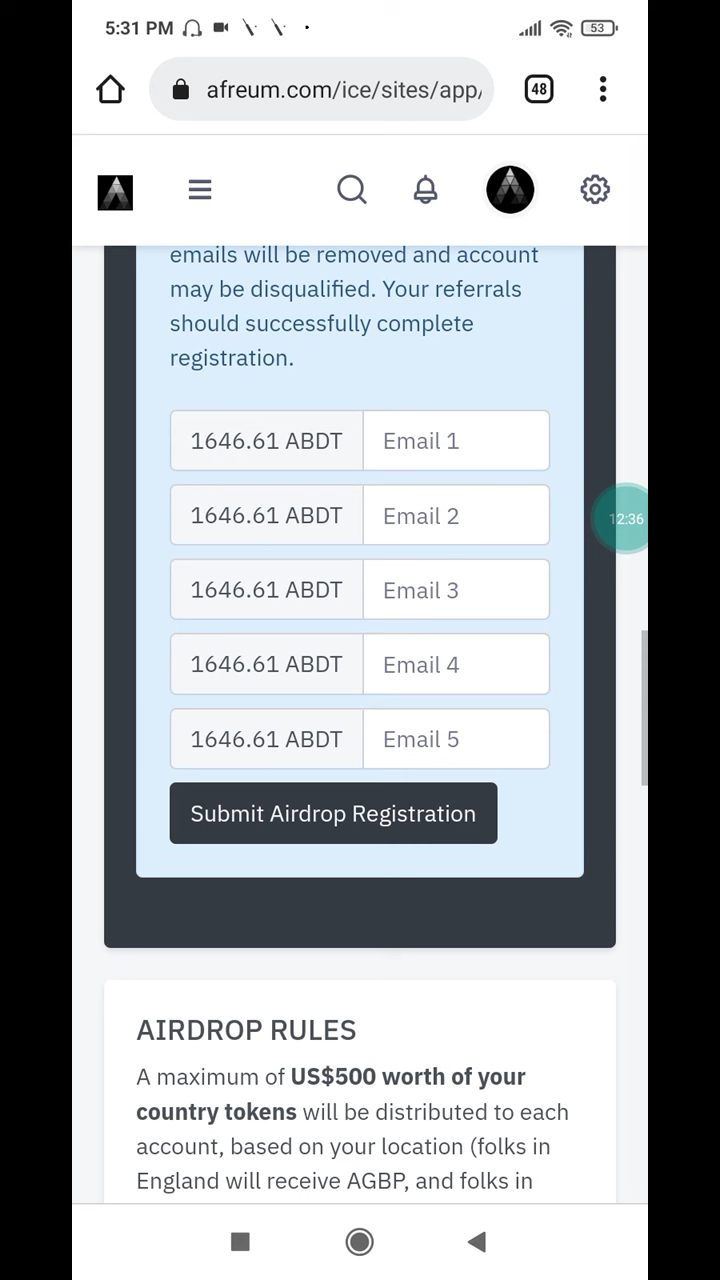 5:31 PM
53
afreum.com/ice/sites/app/
48
emails will be removed and account
may be disqualified. Your referrals
should successfully complete
registration.
1646.61 ABDT Email 1
12:36
1646.61 ABDT Email 2
1646.61 ABDT Email 3
1646.61 ABDT Email 4
1646.61 ABDT Email 5
Submit Airdrop Registration
AIRDROP RULES
A maximum of US$500 worth of your
country tokens will be distributed to each
account, based on your location (folks in
England will receive AGBP, and folks in